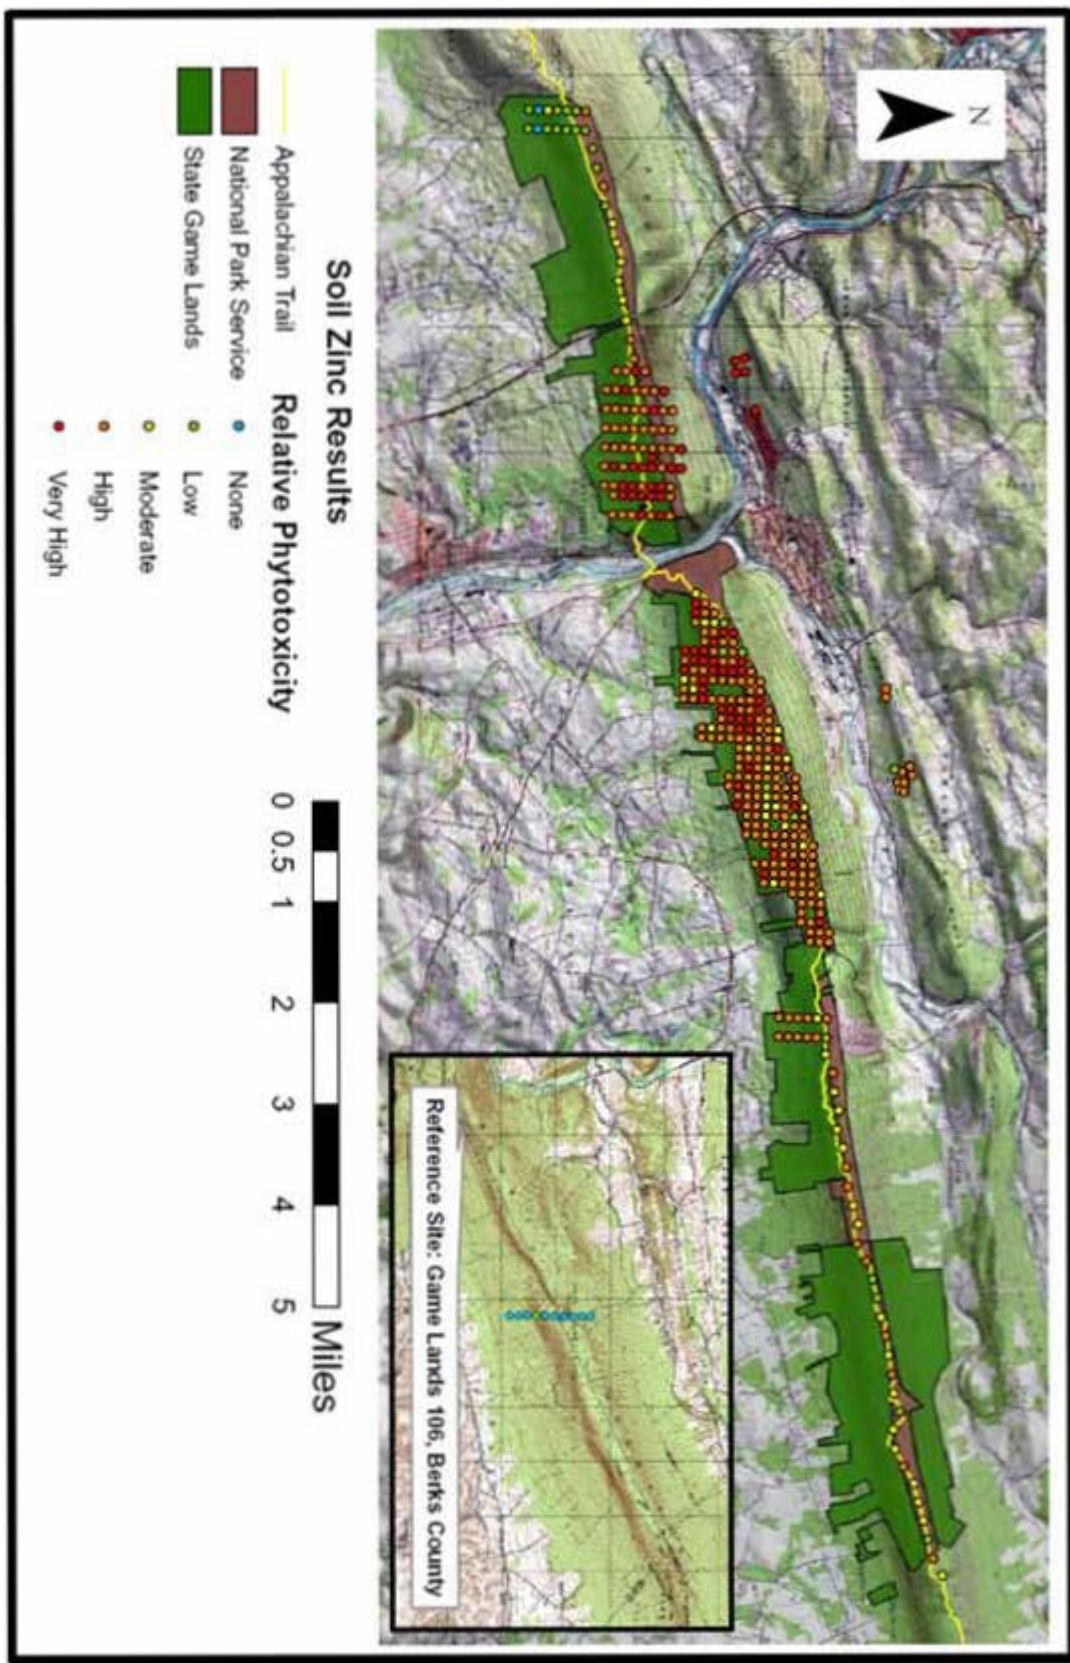 N
Reference Site: Game Lands 106, Berks County
Soil Zinc Results
Appalachian Trail
National Park Service
State Game Lands
Relative Phytotoxicity
None
Low
Moderate
High
Very High
0 0.5 1 2 3 4 5 Miles